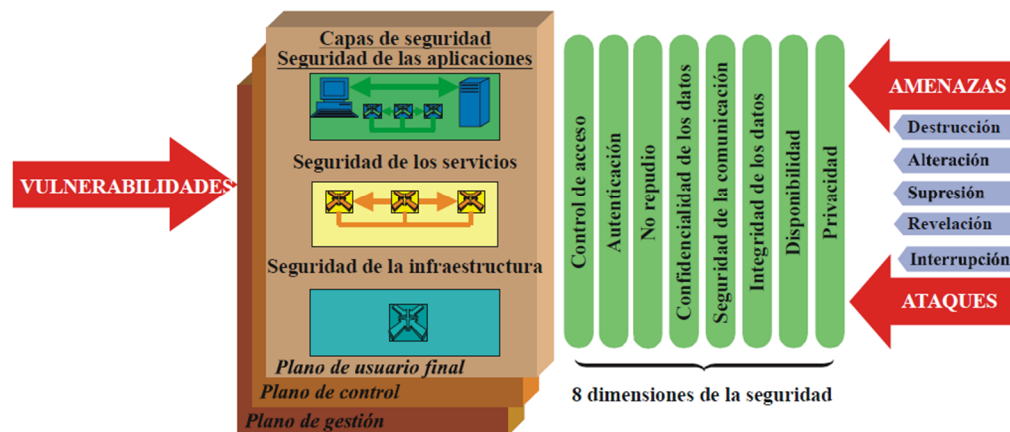 Capas de seguridad
Seguridad de las aplicaciones
VULNERABILIDADES
Seguridad de los servicios
Seguridad de la infraestructura
Plano de usuario final
Plano de control
Plano de gestión
Control de acceso
Autenticación
No repudio
Confidencialidad de los datos
Seguridad de la comunicación
Integridad de los datos
Disponibilidad
Privacidad
8 dimensiones de la seguridad
AMENAZAS
Destrucción
Alteración
Supresión
Revelación
Interrupción
ATAQUES